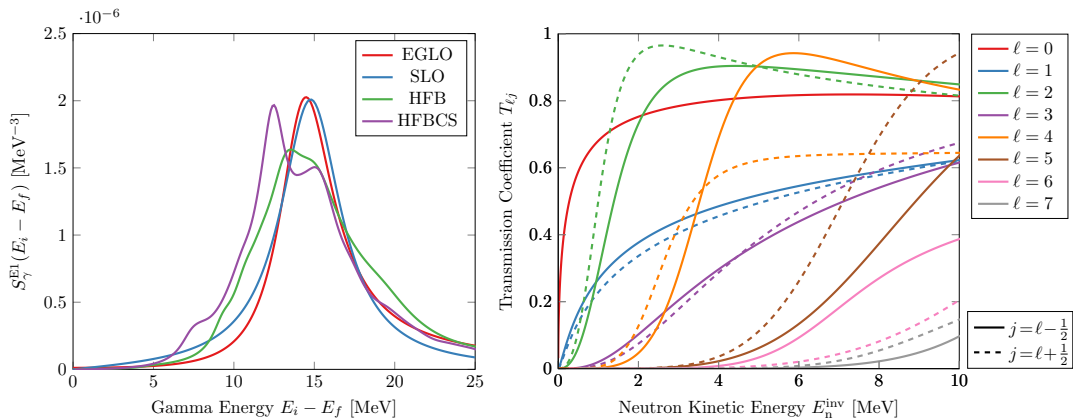 ·10⁻⁶
2.5
2
1.5
1
0.5
0
0
5
10
15
20
25
S_γ^{E1}(E_i − E_f) [MeV⁻³]
Gamma Energy E_i − E_f [MeV]
EGLO
SLO
HFB
HFBCS
1
0.8
0.6
0.4
0.2
0
0
2
4
6
8
10
Transmission Coefficient T_{ℓj}
Neutron Kinetic Energy E_n^{inv} [MeV]
ℓ = 0
ℓ = 1
ℓ = 2
ℓ = 3
ℓ = 4
ℓ = 5
ℓ = 6
ℓ = 7
j=ℓ−1/2
j=ℓ+1/2